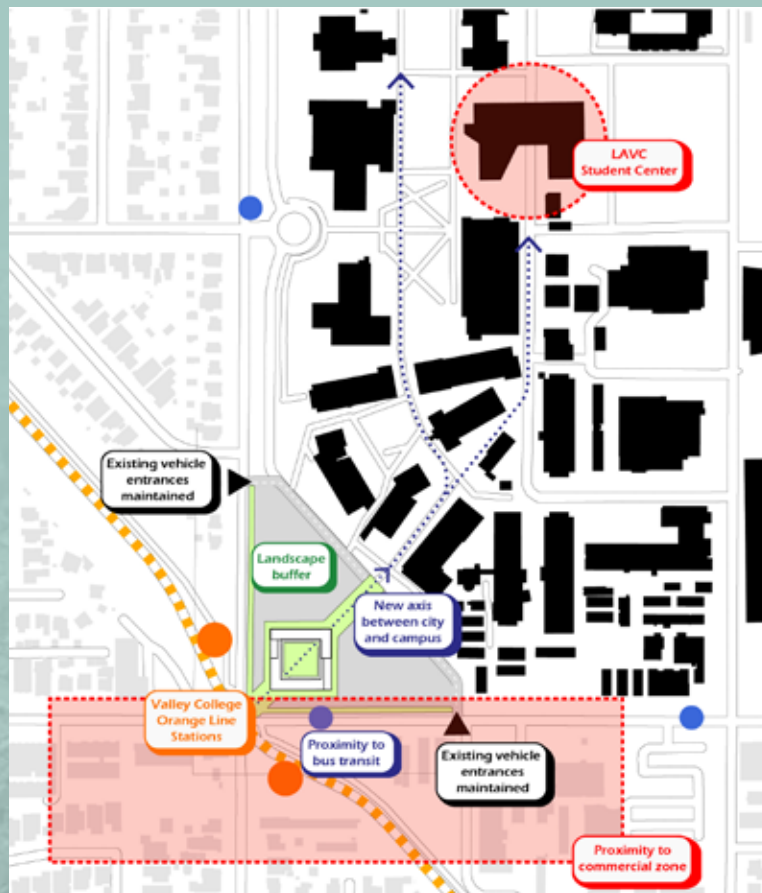 LAVC
Student Center
Existing vehicle
entrances
maintained
Landscape
buffer
New axis
between city
and campus
Valley College
Orange Line
Stations
Proximity to
bus transit
Existing vehicle
entrances
maintained
Proximity to
commercial zone